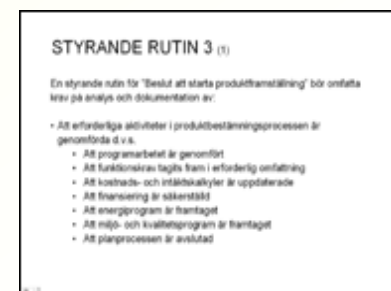 STYRANDE RUTIN 3 (1)
En styrande rutin för "Beslut att starta produktframställning" bör omfatta
krav på analys och dokumentation av:
• Att erforderliga aktiviteter i produktbestämningsprocessen är
genomförda d.v.s.
• Att programarbetet är genomfört
• Att funktionskrav tagits fram i erforderlig omfattning
• Att kostnads- och intäktskalkyler är uppdaterade
• Att finansiering är säkerställd
• Att energiprogram är framtaget
• Att miljö- och kvalitetsprogram är framtaget
• Att planprocessen är avslutad